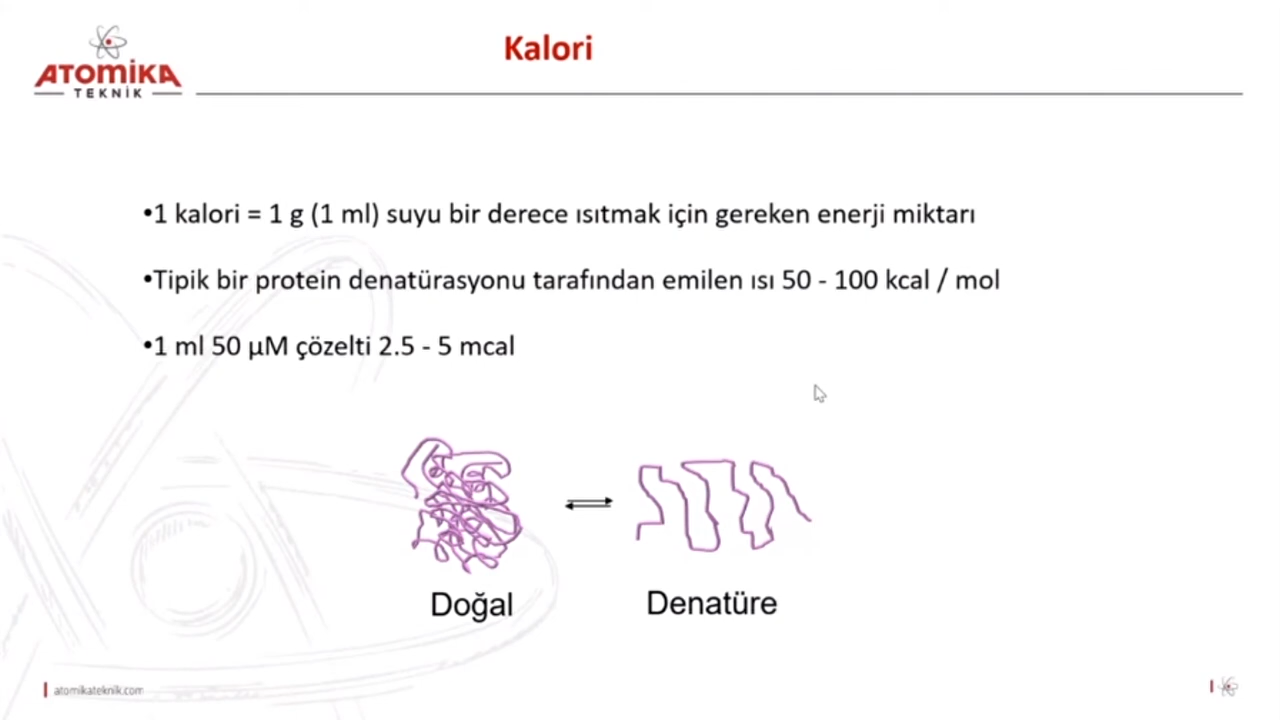 Kalori
ATOMİKA
TEKNİK
•1 kalori = 1 g (1 ml) suyu bir derece ısıtmak için gereken enerji miktarı
•Tipik bir protein denatürasyonu tarafından emilen ısı 50 - 100 kcal / mol
•1 ml 50 µM çözelti 2.5 - 5 mcal
Doğal
Denatüre
atomikateknik.com